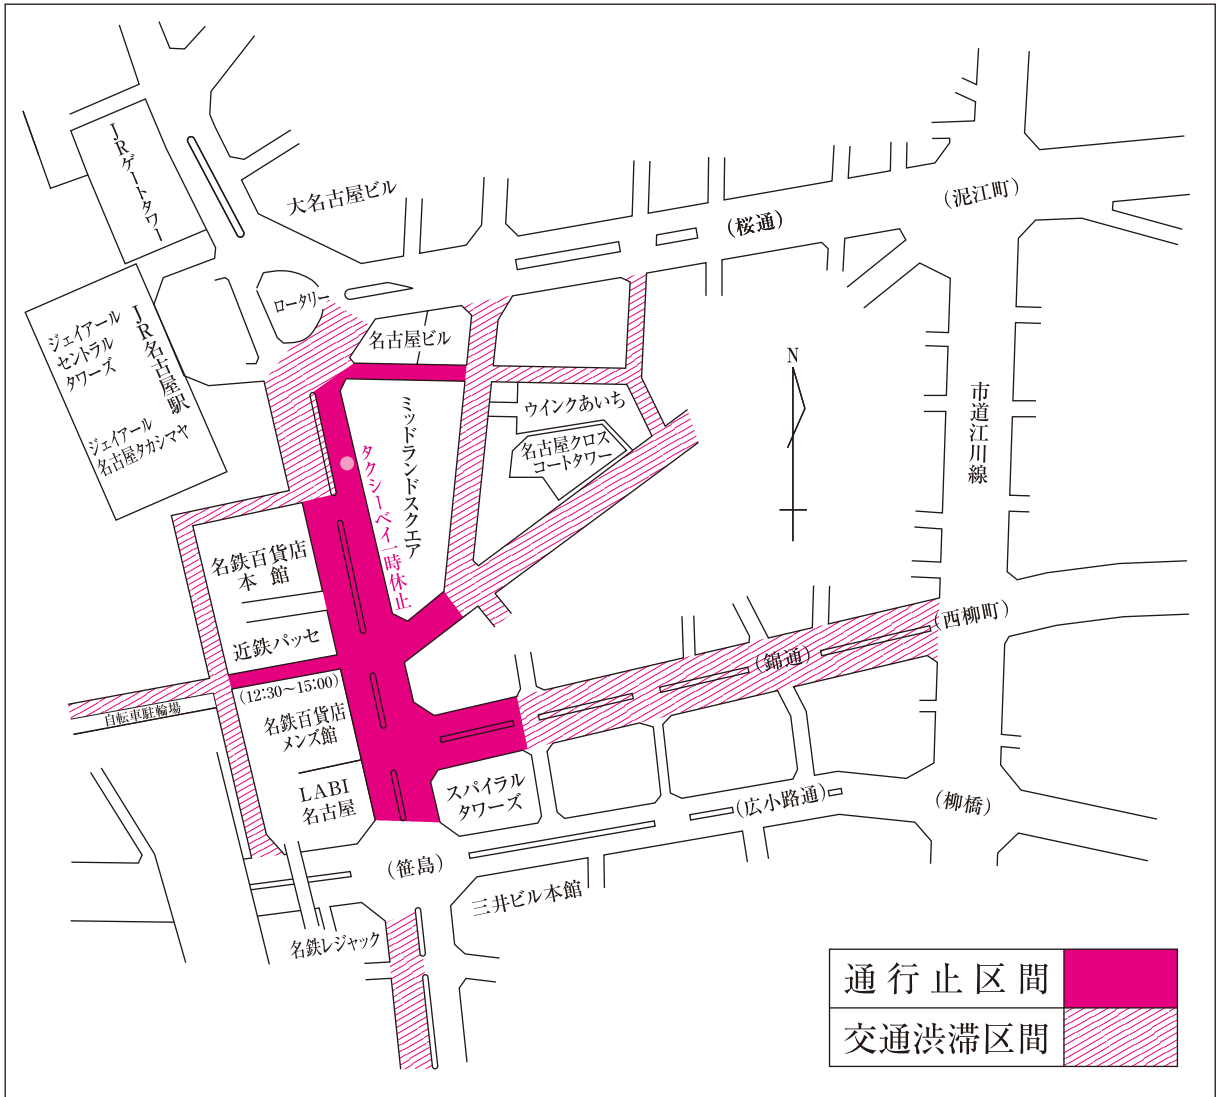 JRゲートタワー
大名古屋ビル
(桜通)
(泥江町)
ロータリー
名古屋ビル
JR名古屋駅
ジェイアール
セントラル
タワーズ
ジェイアール
名古屋タカシマヤ
ミッドランドスクエア
タクシーベイ一時休止
ウインクあいち
名古屋クロス
コートタワー
N
市道江川線
名鉄百貨店
本館
近鉄パッセ
(12:30〜15:00)
自転車駐輪場
名鉄百貨店
メンズ館
LABI
名古屋
スパイラル
タワーズ
(錦通)
(西柳町)
(広小路通)
(柳橋)
(笹島)
三井ビル本館
名鉄レジャック
通行止区間
交通渋滞区間